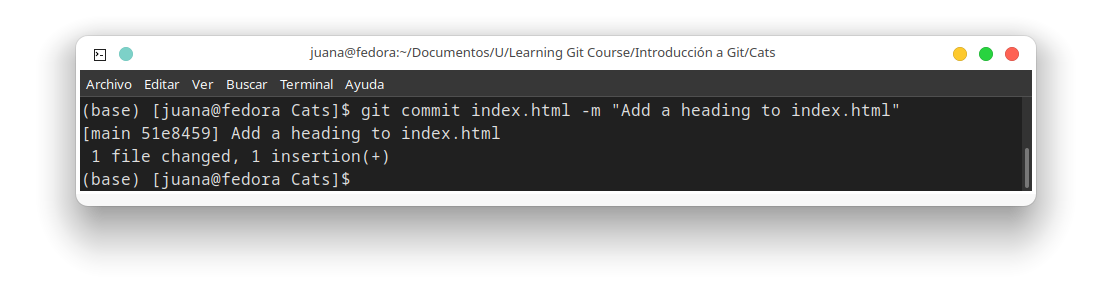 juana@fedora:~/Documentos/U/Learning Git Course/Introducción a Git/Cats
Archivo Editar Ver Buscar Terminal Ayuda
(base) [juana@fedora Cats]$ git commit index.html -m "Add a heading to index.html"
[main 51e8459] Add a heading to index.html
 1 file changed, 1 insertion(+)
(base) [juana@fedora Cats]$